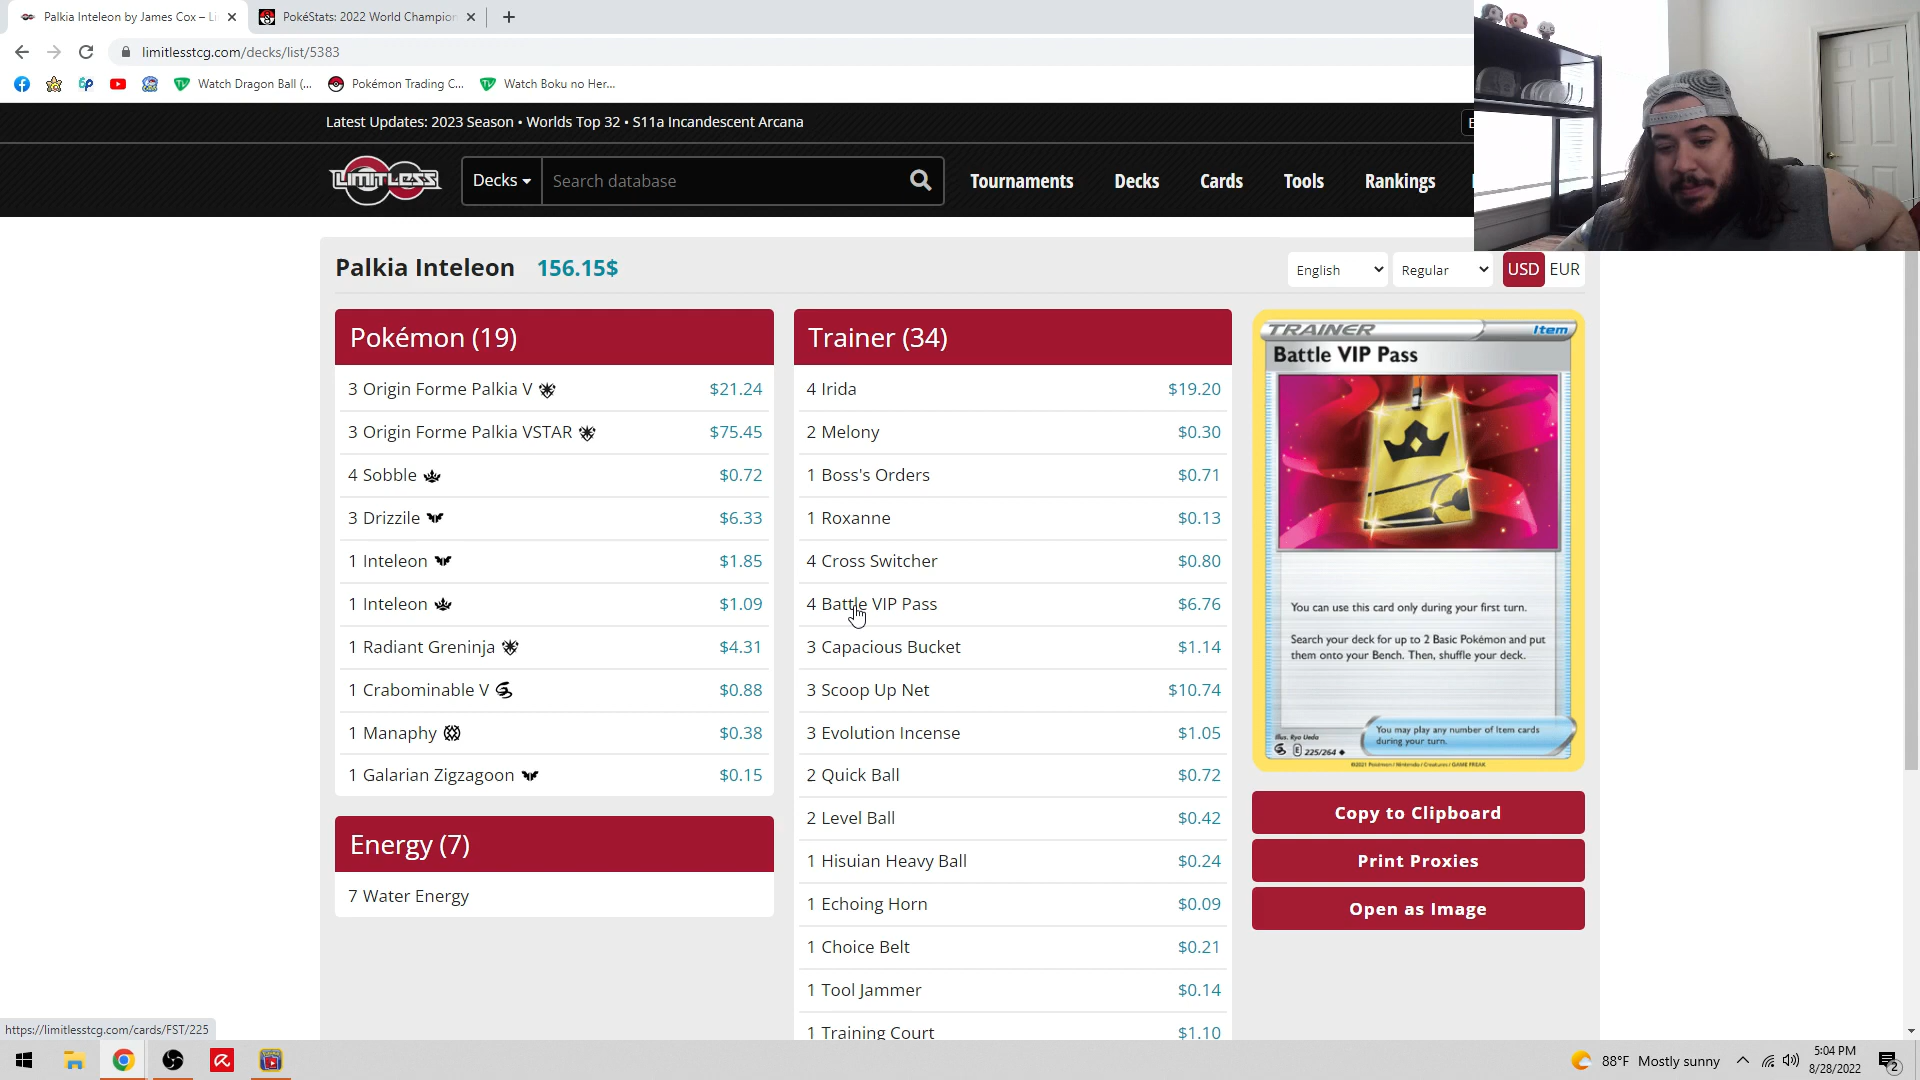 Palkia Inteleon by James Cox – Li
PokéStats: 2022 World Champion
limitlesstcg.com/decks/list/5383
Watch Dragon Ball (...
Pokémon Trading C...
Watch Boku no Her...
Latest Updates: 2023 Season • Worlds Top 32 • S11a Incandescent Arcana
LIMITLESS
Decks
Search database
Tournaments
Decks
Cards
Tools
Rankings
Palkia Inteleon 156.15$
English
Regular
USD
EUR
Pokémon (19)
3 Origin Forme Palkia V $21.24
3 Origin Forme Palkia VSTAR $75.45
4 Sobble $0.72
3 Drizzile $6.33
1 Inteleon $1.85
1 Inteleon $1.09
1 Radiant Greninja $4.31
1 Crabominable V $0.88
1 Manaphy $0.38
1 Galarian Zigzagoon $0.15
Energy (7)
7 Water Energy
Trainer (34)
4 Irida $19.20
2 Melony $0.30
1 Boss's Orders $0.71
1 Roxanne $0.13
4 Cross Switcher $0.80
4 Battle VIP Pass $6.76
3 Capacious Bucket $1.14
3 Scoop Up Net $10.74
3 Evolution Incense $1.05
2 Quick Ball $0.72
2 Level Ball $0.42
1 Hisuian Heavy Ball $0.24
1 Echoing Horn $0.09
1 Choice Belt $0.21
1 Tool Jammer $0.14
1 Training Court $1.10
TRAINER Item
Battle VIP Pass
You can use this card only during your first turn.
Search your deck for up to 2 Basic Pokémon and put
them onto your Bench. Then, shuffle your deck.
You may play any number of Item cards
during your turn.
Illus. Ryo Ueda
E 225/264
©2021 Pokémon / Nintendo / Creatures / GAME FREAK
Copy to Clipboard
Print Proxies
Open as Image
https://limitlesstcg.com/cards/FST/225
88°F Mostly sunny
5:04 PM
8/28/2022
2